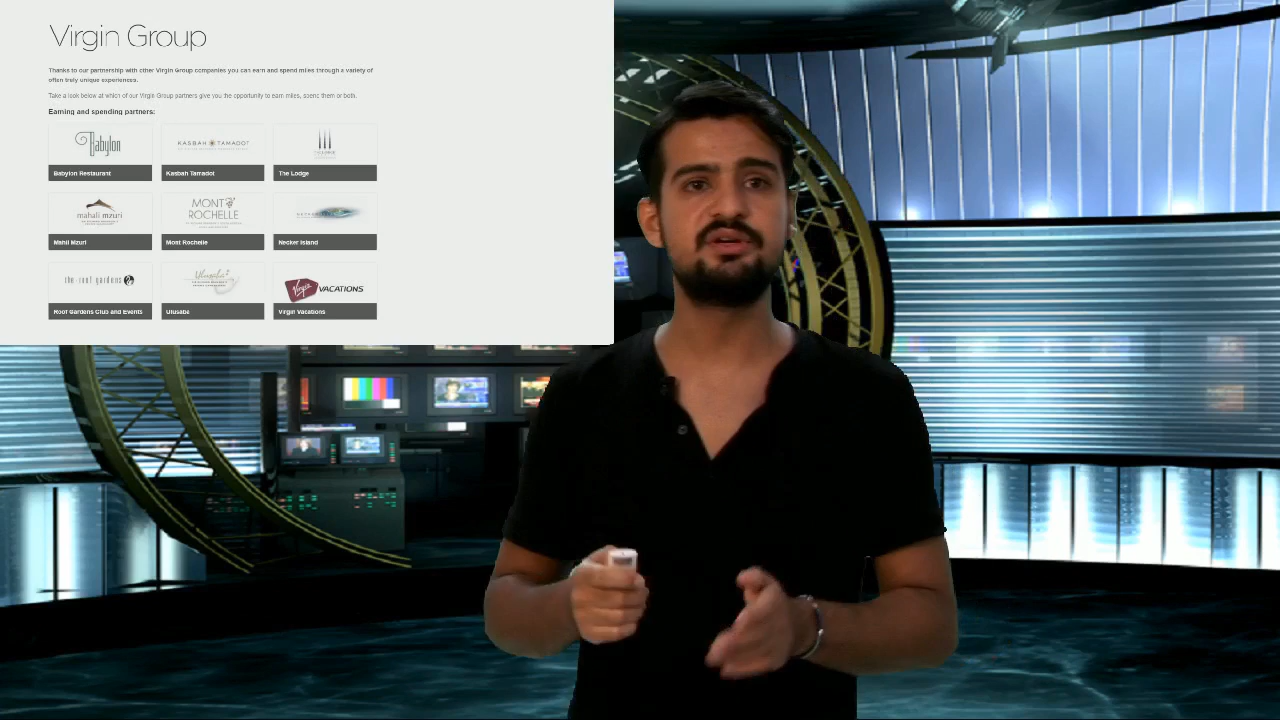 Virgin Group
Thanks to our partnership with other Virgin Group companies you can earn and spend miles through a variety of
often truly unique experiences.
Take a look below at which of our Virgin Group partners give you the opportunity to earn miles, spend them or both.
Earning and spending partners:
Babylon
KASBAH TAMADOT
THE LODGE
Babylon Restaurant
Kasbah Tamadot
The Lodge
mahali mzuri
MONT
ROCHELLE
Mahli Mzuri
Mont Rochelle
Necker Island
the roof gardens
Ulusaba
Virgin VACATIONS
Roof Gardens Club and Events
Ulusaba
Virgin Vacations